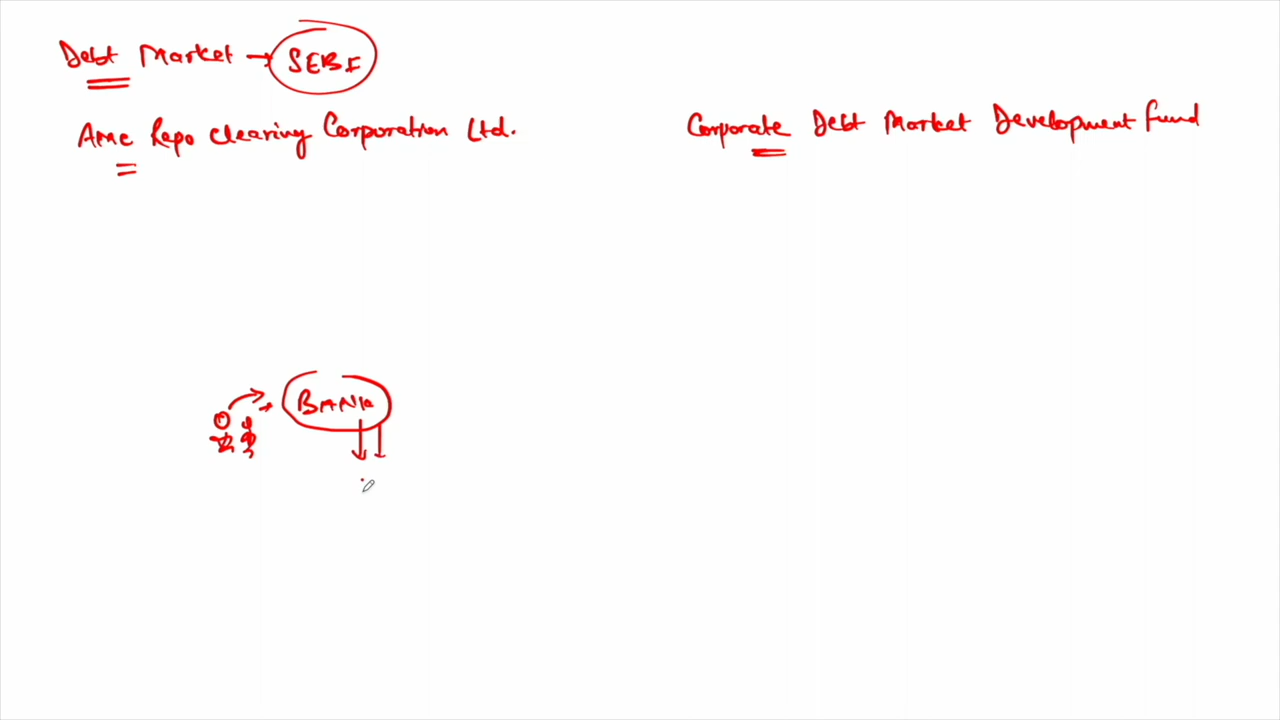 Debt Market → SEBI
AMC Repo Clearing Corporation Ltd.
Corporate Debt Market Development Fund
BANK